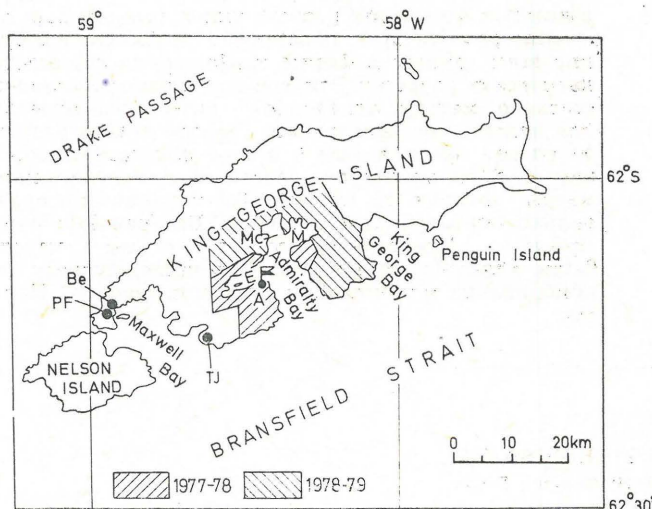 59°
58° W
DRAKE PASSAGE
62°S
KING GEORGE ISLAND
Mc
M
Admiralty Bay
King George Bay
Penguin Island
E
A
Be
PF
Maxwell Bay
TJ
NELSON ISLAND
BRANSFIELD STRAIT
0 10 20km
1977-78
1978-79
62°30'